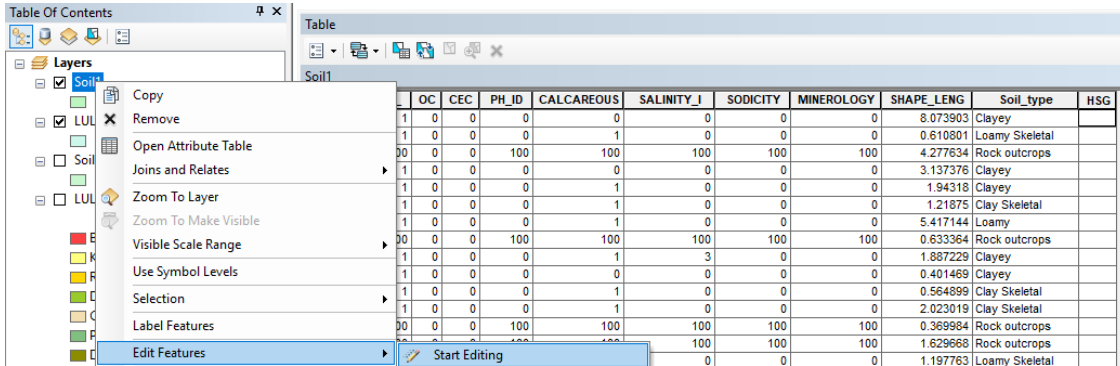 Table Of Contents
Layers
Soil1
LUL
Soil
LUL
Copy
Remove
Open Attribute Table
Joins and Relates
Zoom To Layer
Zoom To Make Visible
Visible Scale Range
Use Symbol Levels
Selection
Label Features
Edit Features
Start Editing
Table
Soil1
OC CEC PH_ID CALCAREOUS SALINITY_I SODICITY MINEROLOGY SHAPE_LENG Soil_type HSG
1 0 0 0 0 0 0 0 8.073903 Clayey
1 0 0 0 1 0 0 0 0.610801 Loamy Skeletal
00 0 0 100 100 100 100 100 4.277634 Rock outcrops
1 0 0 0 0 0 0 0 3.137376 Clayey
1 0 0 0 1 0 0 0 1.94318 Clayey
1 0 0 0 1 0 0 0 1.21875 Clay Skeletal
1 0 0 0 1 0 0 0 5.417144 Loamy
00 0 0 100 100 100 100 100 0.633364 Rock outcrops
1 0 0 0 1 3 0 0 1.887229 Clayey
1 0 0 0 0 0 0 0 0.401469 Clayey
1 0 0 0 1 0 0 0 0.564899 Clay Skeletal
1 0 0 0 1 0 0 0 2.023019 Clay Skeletal
00 0 0 100 100 100 100 100 0.369984 Rock outcrops
100 100 100 1.629668 Rock outcrops
0 0 0 1.197763 Loamy Skeletal